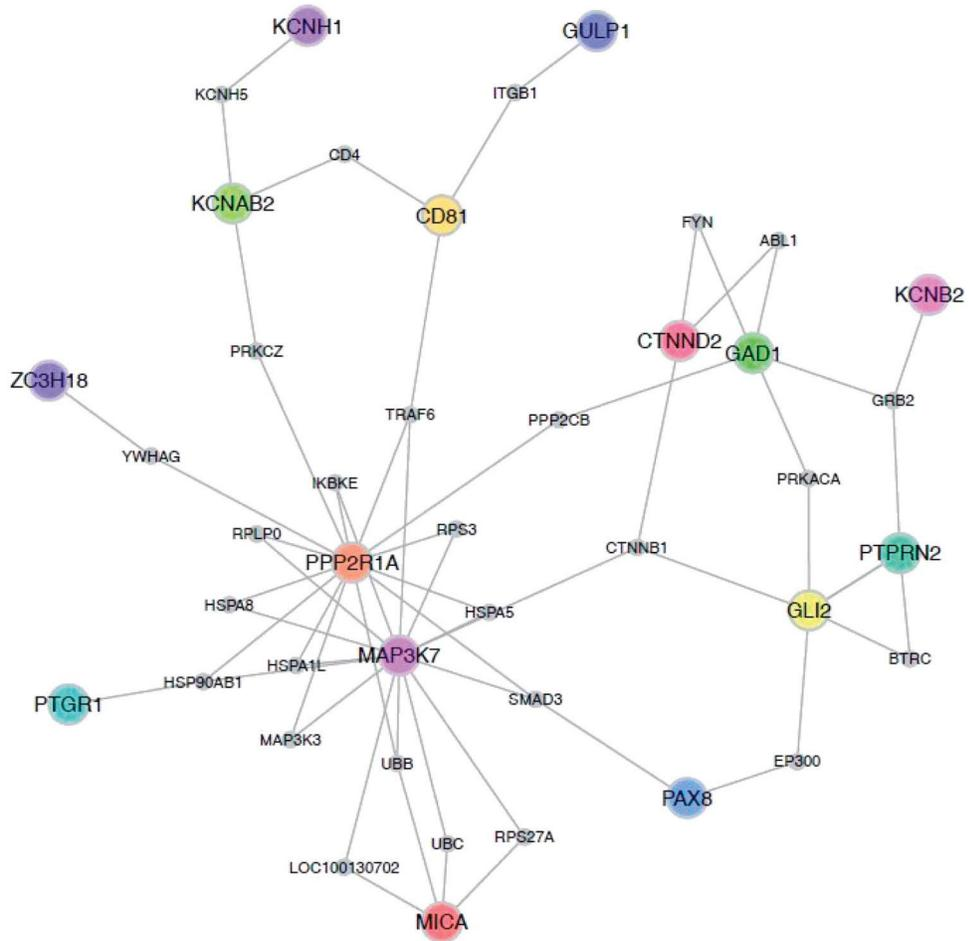 KCNH1
GULP1
KCNH5
ITGB1
CD4
KCNAB2
CD81
FYN
ABL1
KCNB2
CTNND2
GAD1
PRKCZ
ZC3H18
GRB2
TRAF6
PPP2CB
YWHAG
PRKACA
IKBKE
RPLP0
RPS3
CTNNB1
PTPRN2
PPP2R1A
HSPA8
HSPA5
GLI2
MAP3K7
BTRC
HSPA1L
HSP90AB1
PTGR1
SMAD3
MAP3K3
UBB
EP300
PAX8
UBC
RPS27A
LOC100130702
MICA